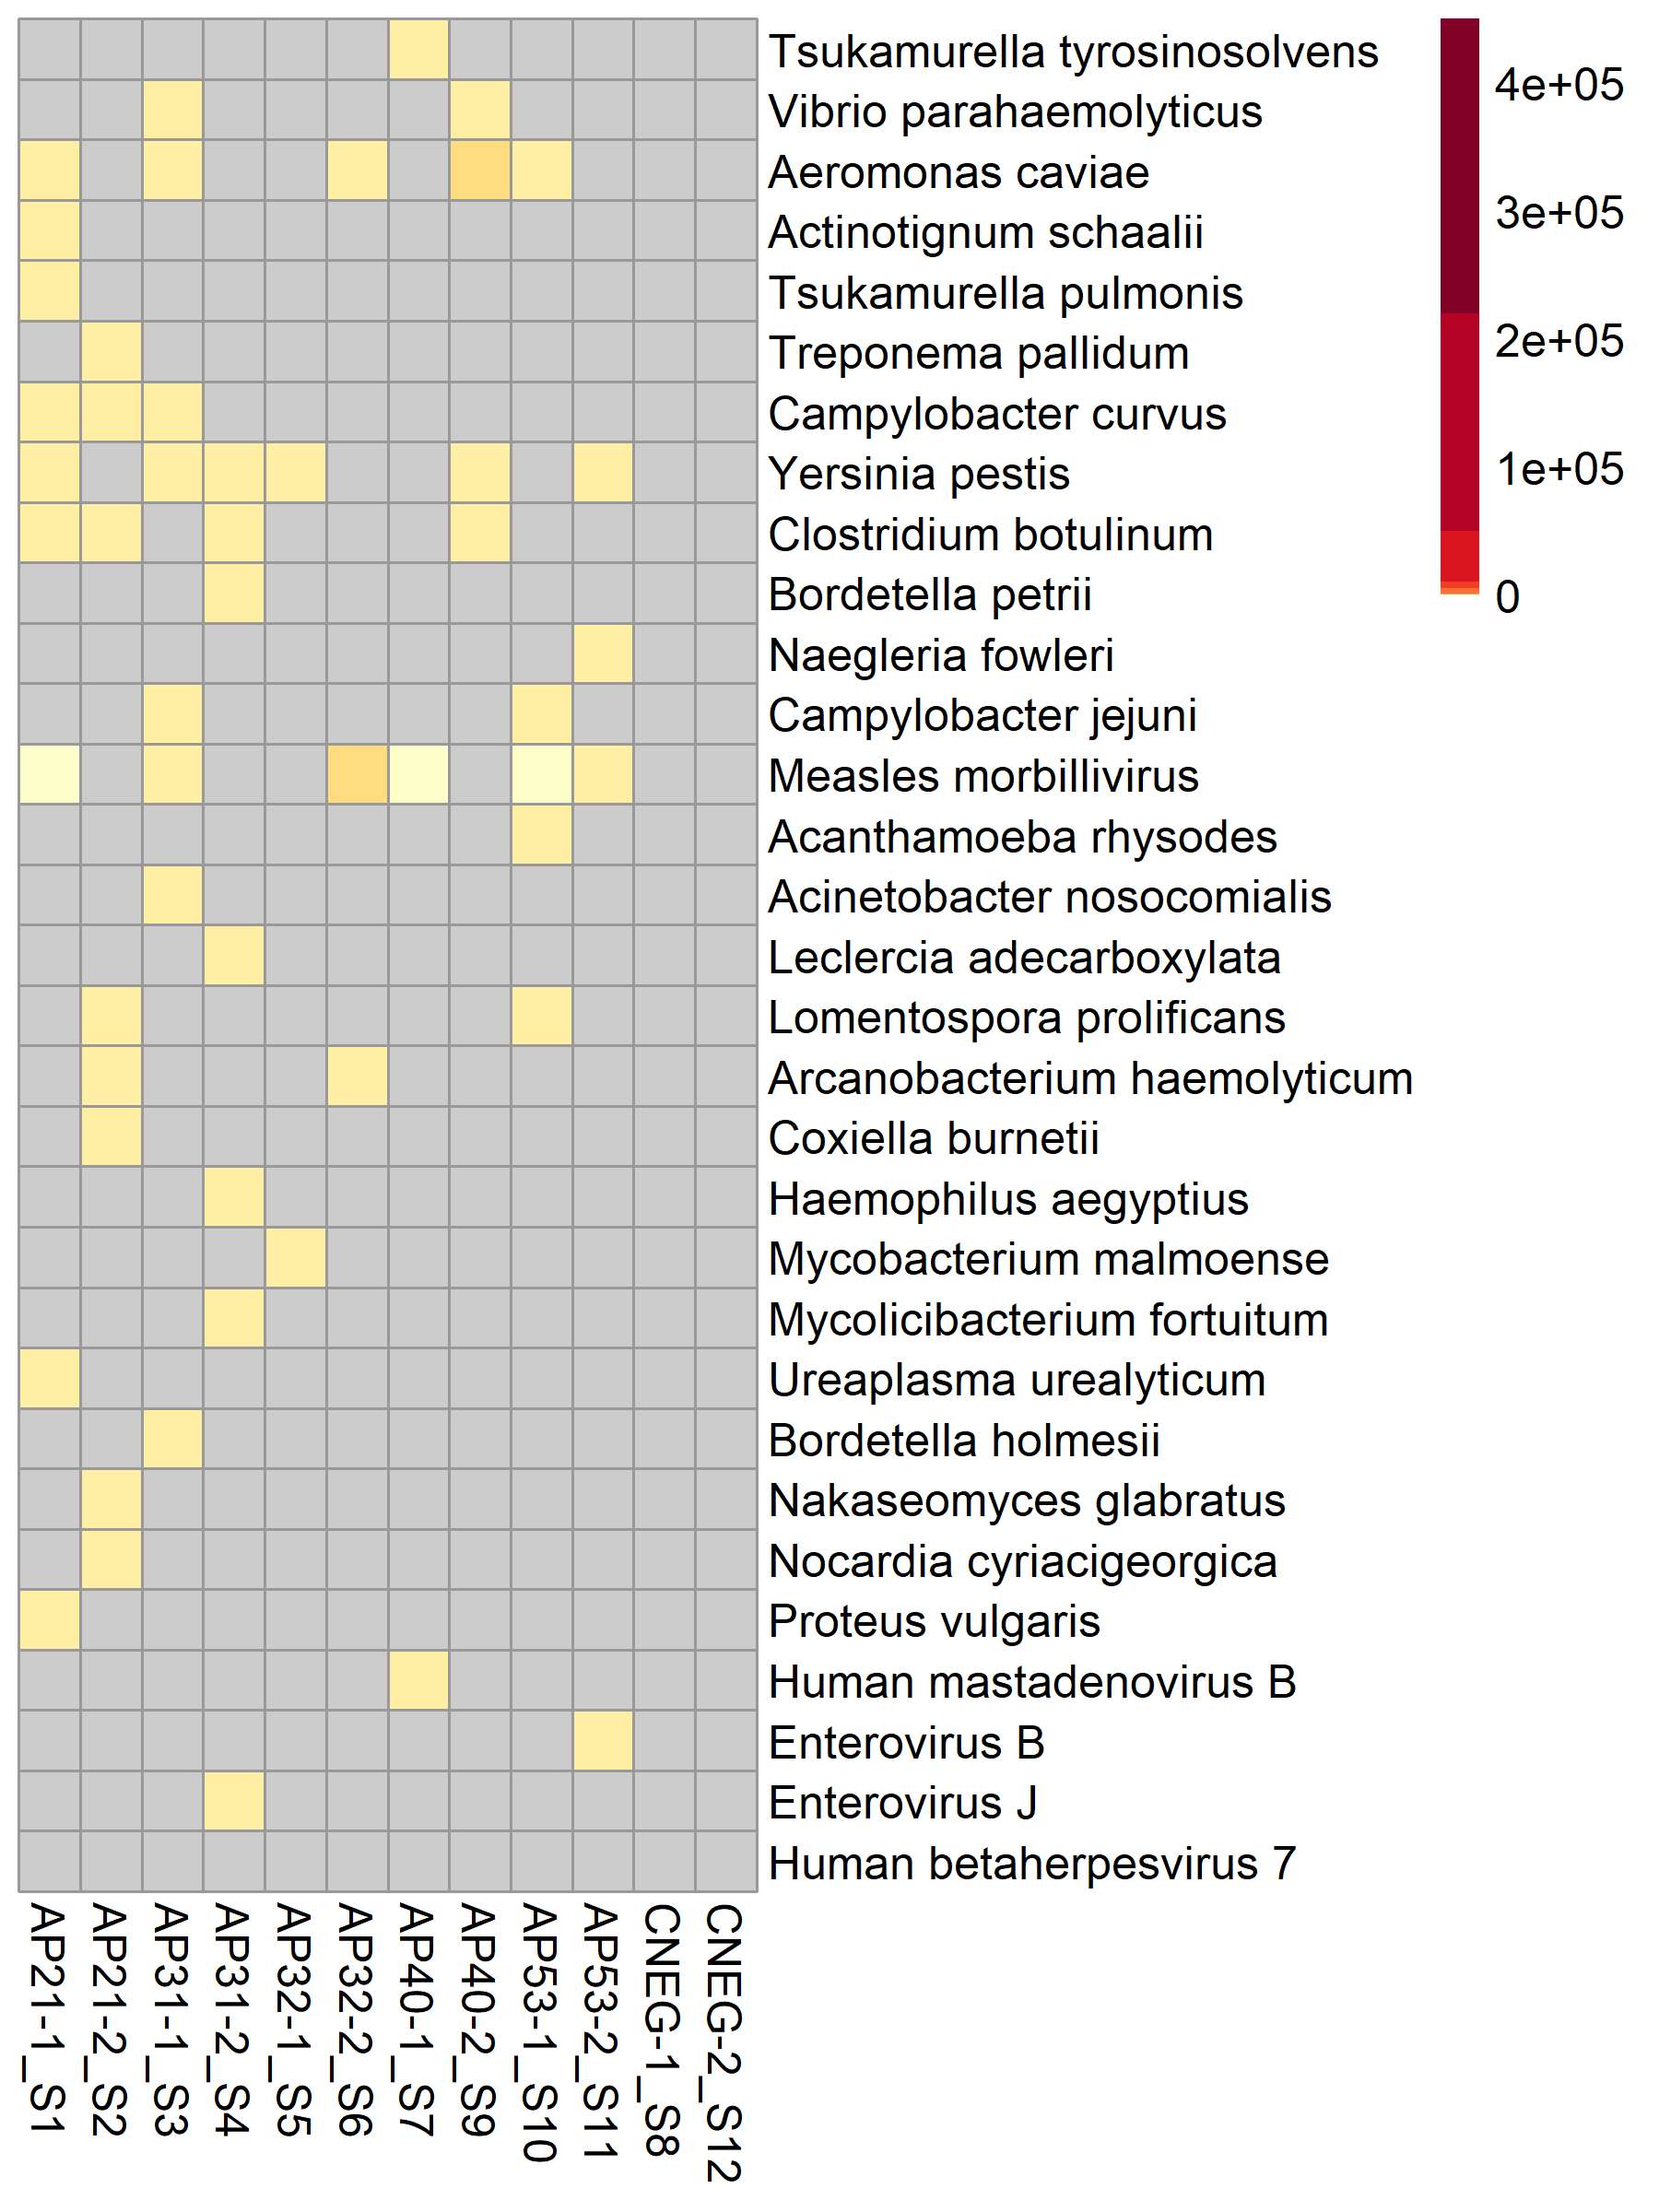 Tsukamurella tyrosinosolvens
Vibrio parahaemolyticus
Aeromonas caviae
Actinotignum schaalii
Tsukamurella pulmonis
Treponema pallidum
Campylobacter curvus
Yersinia pestis
Clostridium botulinum
Bordetella petrii
Naegleria fowleri
Campylobacter jejuni
Measles morbillivirus
Acanthamoeba rhysodes
Acinetobacter nosocomialis
Leclercia adecarboxylata
Lomentospora prolificans
Arcanobacterium haemolyticum
Coxiella burnetii
Haemophilus aegyptius
Mycobacterium malmoense
Mycolicibacterium fortuitum
Ureaplasma urealyticum
Bordetella holmesii
Nakaseomyces glabratus
Nocardia cyriacigeorgica
Proteus vulgaris
Human mastadenovirus B
Enterovirus B
Enterovirus J
Human betaherpesvirus 7
4e+05
3e+05
2e+05
1e+05
0
AP21-1_S1
AP21-2_S2
AP31-1_S3
AP31-2_S4
AP32-1_S5
AP32-2_S6
AP40-1_S7
AP40-2_S9
AP53-1_S10
AP53-2_S11
CNEG-1_S8
CNEG-2_S12